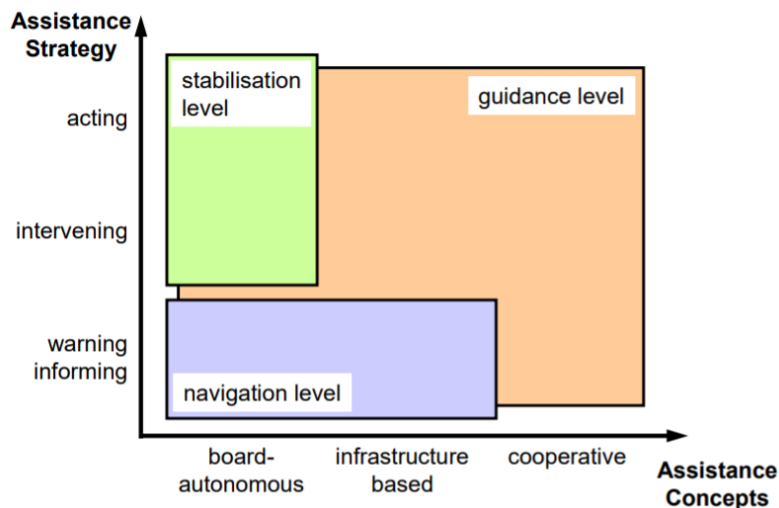 Assistance
Strategy
stabilisation
level
guidance level
acting
intervening
warning
informing
navigation level
board-
autonomous
infrastructure
based
cooperative
Assistance
Concepts